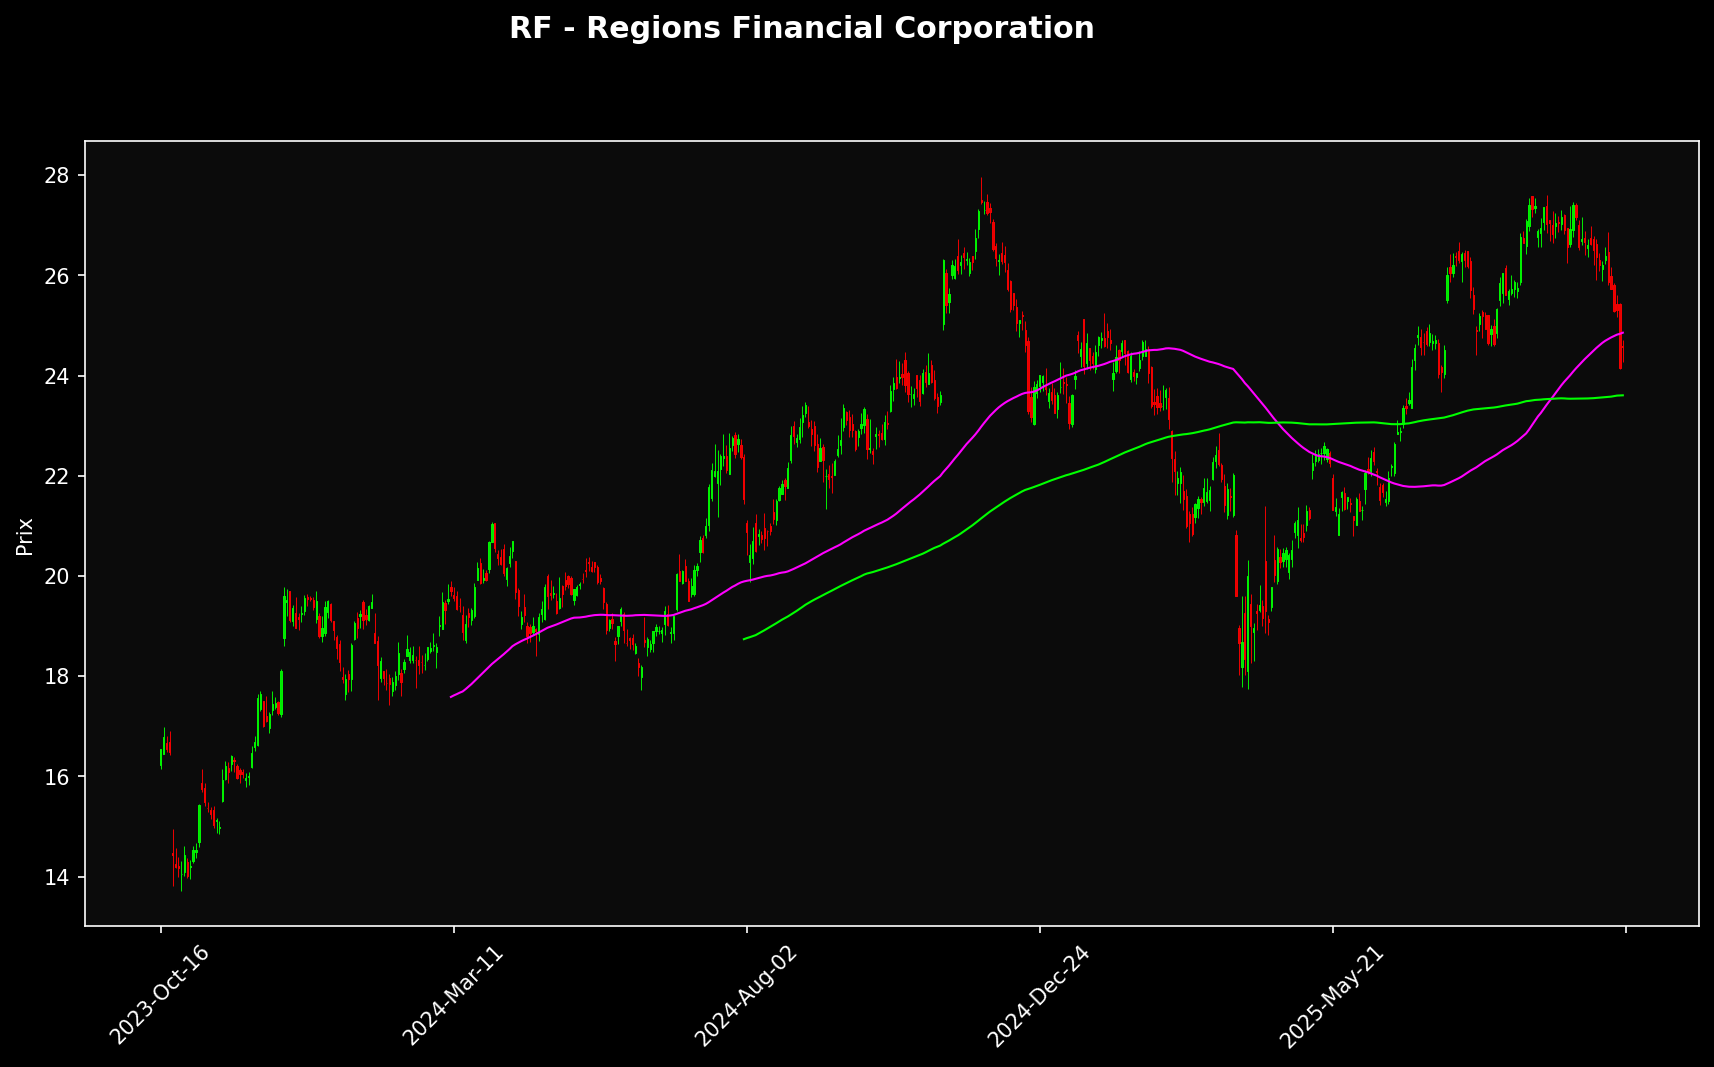 RF - Regions Financial Corporation
Prix
28
26
24
22
20
18
16
14
2023-Oct-16
2024-Mar-11
2024-Aug-02
2024-Dec-24
2025-May-21